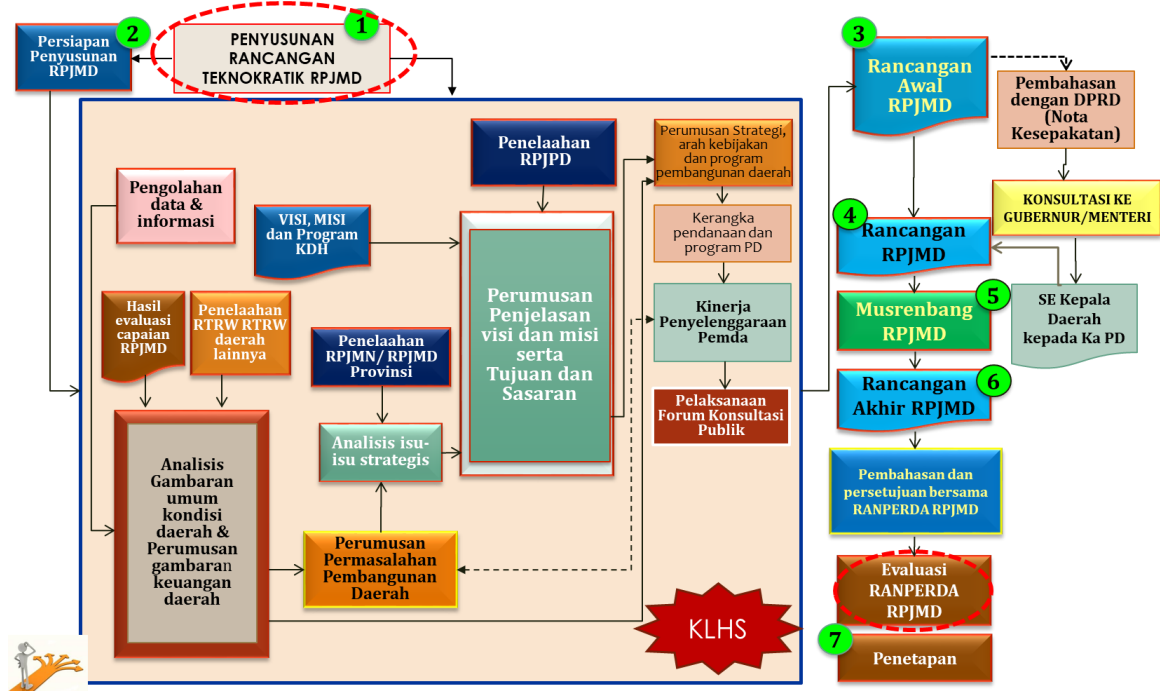 1
PENYUSUNAN
RANCANGAN
TEKNOKRATIK RPJMD
2
Persiapan
Penyusunan
RPJMD
Pengolahan
data &
informasi
VISI, MISI
dan Program
KDH
Penelaahan
RPJPD
Hasil
evaluasi
capaian
RPJMD
Penelaahan
RTRW RTRW
daerah
lainnya
Penelaahan
RPJMN/ RPJMD
Provinsi
Perumusan
Penjelasan
visi dan misi
serta
Tujuan dan
Sasaran
Analisis isu-
isu strategis
Analisis
Gambaran
umum
kondisi
daerah &
Perumusan
gambaran
keuangan
daerah
Perumusan
Permasalahan
Pembangunan
Daerah
Perumusan Strategi,
arah kebijakan
dan program
pembangunan daerah
Kerangka
pendanaan dan
program PD
Kinerja
Penyelenggaraan
Pemda
Pelaksanaan
Forum Konsultasi
Publik
KLHS
3
Rancangan
Awal
RPJMD
Pembahasan
dengan DPRD
(Nota
Kesepakatan)
KONSULTASI KE
GUBERNUR/MENTERI
SE Kepala
Daerah
kepada Ka PD
4
Rancangan
RPJMD
5
Musrenbang
RPJMD
6
Rancangan
Akhir RPJMD
Pembahasan dan
persetujuan bersama
RANPERDA RPJMD
Evaluasi
RANPERDA
RPJMD
7
Penetapan